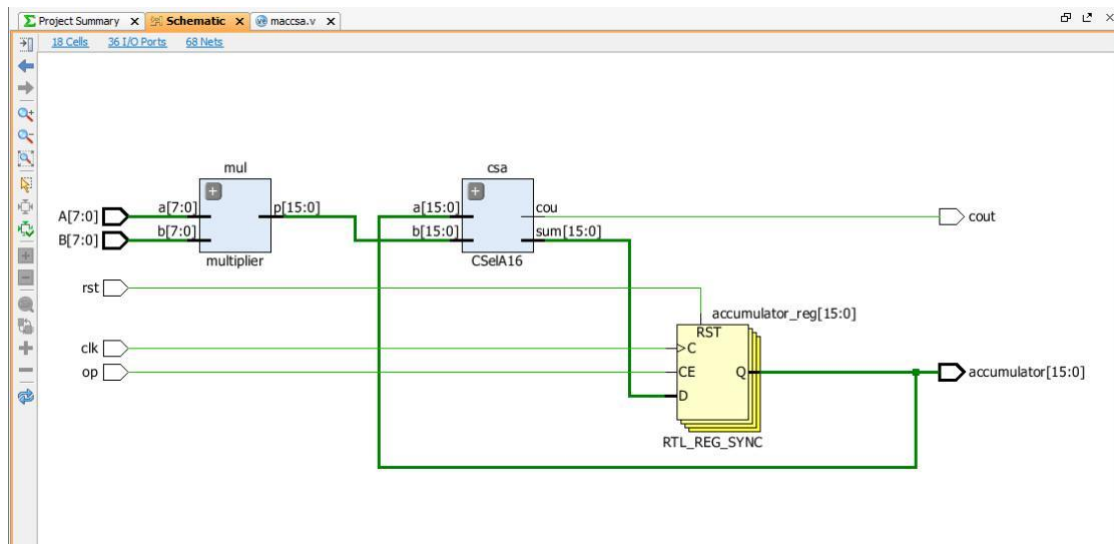 Project Summary X Schematic X maccsa.v X
18 Cells 36 I/O Ports 68 Nets
mul
csa
A[7:0]
a[7:0]
p[15:0]
a[15:0]
cou
cout
B[7:0]
b[7:0]
b[15:0]
sum[15:0]
multiplier
CSelA16
rst
accumulator_reg[15:0]
RST
clk
C
op
CE
Q
accumulator[15:0]
D
RTL_REG_SYNC